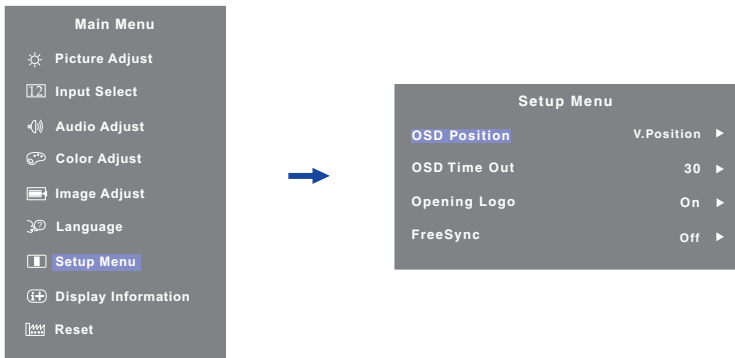 Main Menu
Picture Adjust
12 Input Select
Audio Adjust
Color Adjust
Image Adjust
Language
Setup Menu
Display Information
Reset
Setup Menu
OSD Position V.Position
OSD Time Out 30
Opening Logo On
FreeSync Off